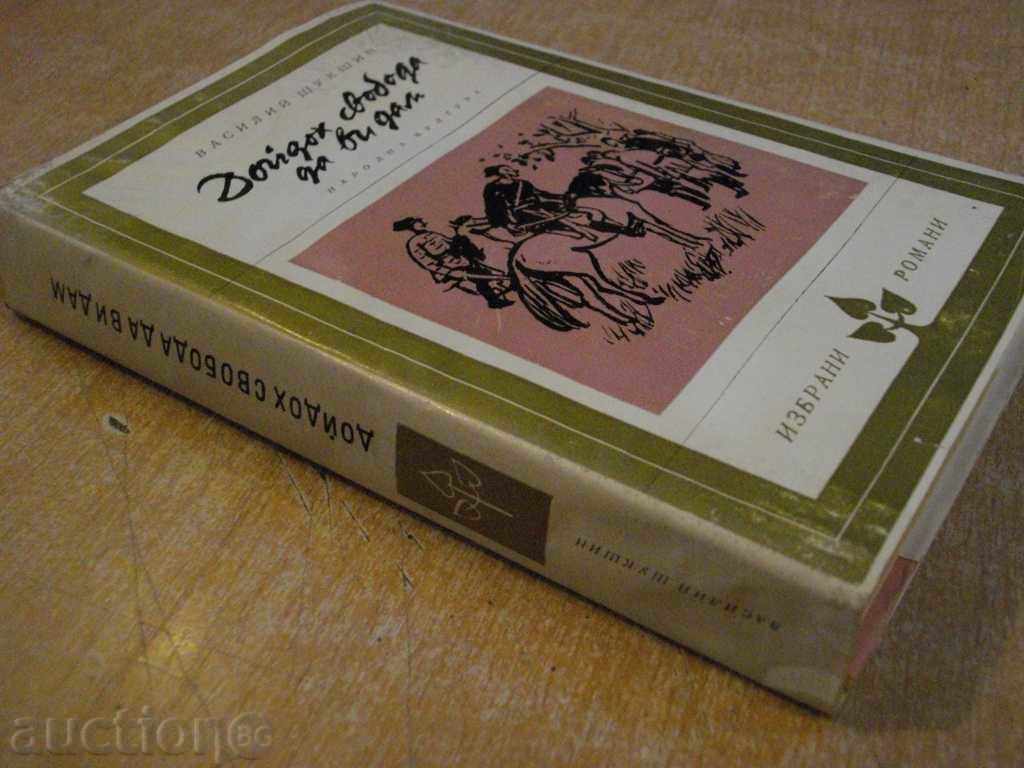 ВАСИЛИЙ ШУКШИН
Дойдох свобода
да ви дам
НАРОДНА КУЛТУРА
ИЗБРАНИ РОМАНИ
ДОЙДОХ СВОБОДА ДА ВИ ДАМ
ВАСИЛИЙ ШУКШИН
auction BG